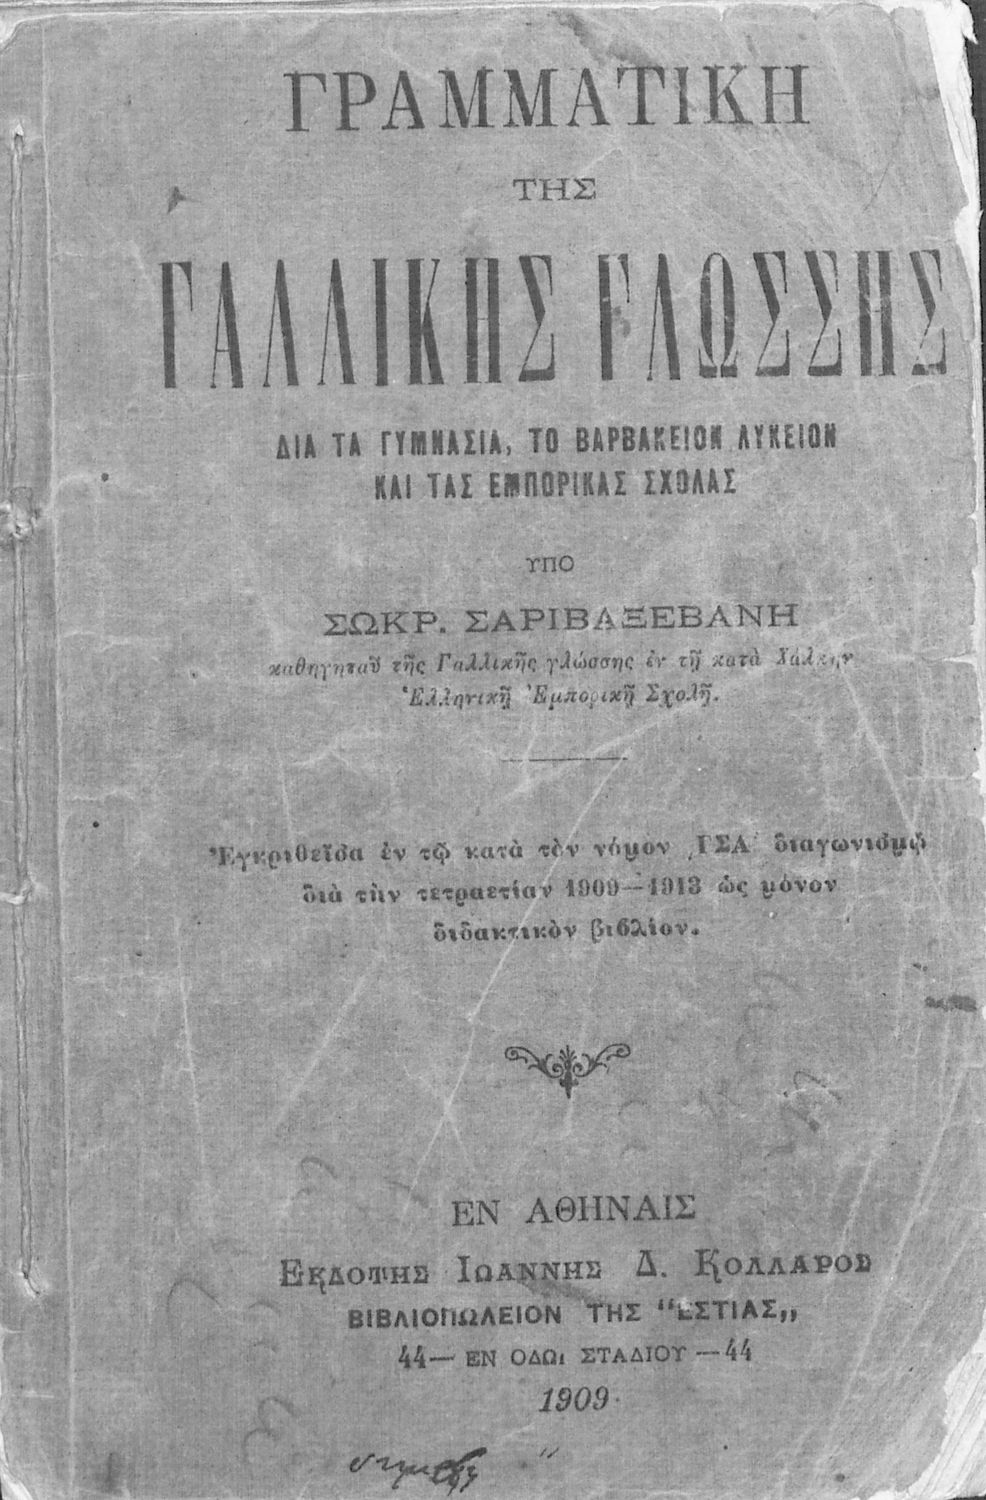 ΓΡΑΜΜΑΤΙΚΗ
ΤΗΣ
ΓΑΛΛΙΚΗΣ ΓΛΩΣΣΗΣ
ΔΙΑ ΤΑ ΓΥΜΝΑΣΙΑ, ΤΟ ΒΑΡΒΑΚΕΙΟΝ ΛΥΚΕΙΟΝ
ΚΑΙ ΤΑΣ ΕΜΠΟΡΙΚΑΣ ΣΧΟΛΑΣ
ΥΠΟ
ΣΩΚΡ. ΣΑΡΙΒΑΞΕΒΑΝΗ
καθηγητοῦ τῆς Γαλλικῆς γλώσσης ἐν τῇ κατὰ Χάλκην
Ἑλληνικῇ Ἐμπορικῇ Σχολῇ.
Ἐγκριθεῖσα ἐν τῷ κατὰ τὸν νόμον ͵ΓΣΑʹ διαγωνισμῷ
διὰ τὴν τετραετίαν 1909—1913 ὡς μόνον
διδακτικὸν βιβλίον.
ΕΝ ΑΘΗΝΑΙΣ
ΕΚΔΟΤΗΣ ΙΩΑΝΝΗΣ Δ. ΚΟΛΛΑΡΟΣ
ΒΙΒΛΙΟΠΩΛΕΙΟΝ ΤΗΣ "ΕΣΤΙΑΣ„
44— ΕΝ ΟΔΩι ΣΤΑΔΙΟΥ —44
1909